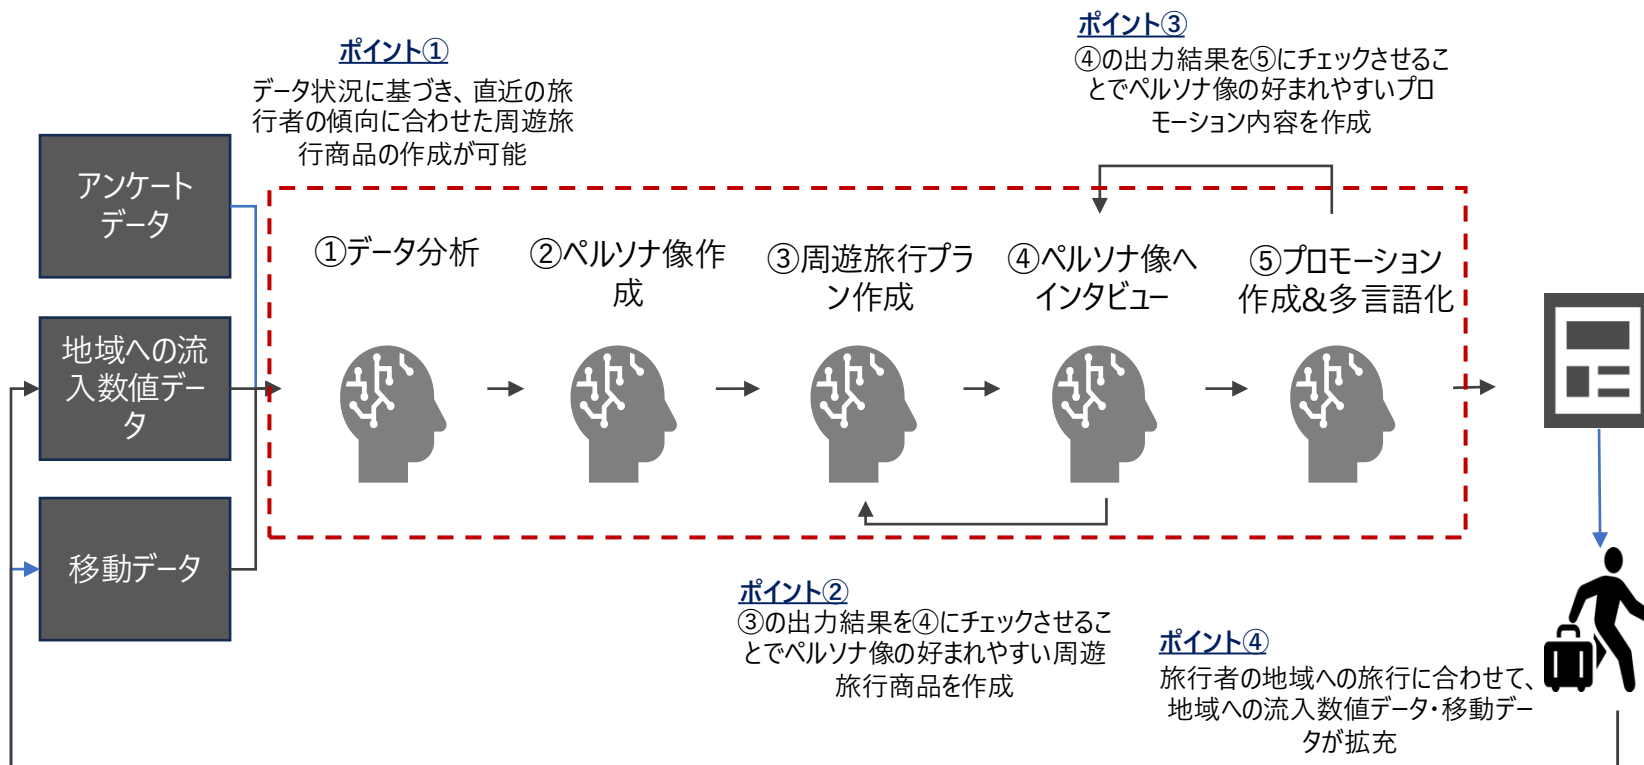 ポイント①
データ状況に基づき、直近の旅
行者の傾向に合わせた周遊旅
行商品の作成が可能
ポイント③
④の出力結果を⑤にチェックさせるこ
とでペルソナ像の好まれやすいプロ
モーション内容を作成
アンケート
データ
地域への流
入数値デー
タ
移動データ
①データ分析
②ペルソナ像作
成
③周遊旅行プラ
ン作成
④ペルソナ像へ
インタビュー
⑤プロモーション
作成&多言語化
ポイント②
③の出力結果を④にチェックさせるこ
とでペルソナ像の好まれやすい周遊
旅行商品を作成
ポイント④
旅行者の地域への旅行に合わせて、
地域への流入数値データ・移動デー
タが拡充